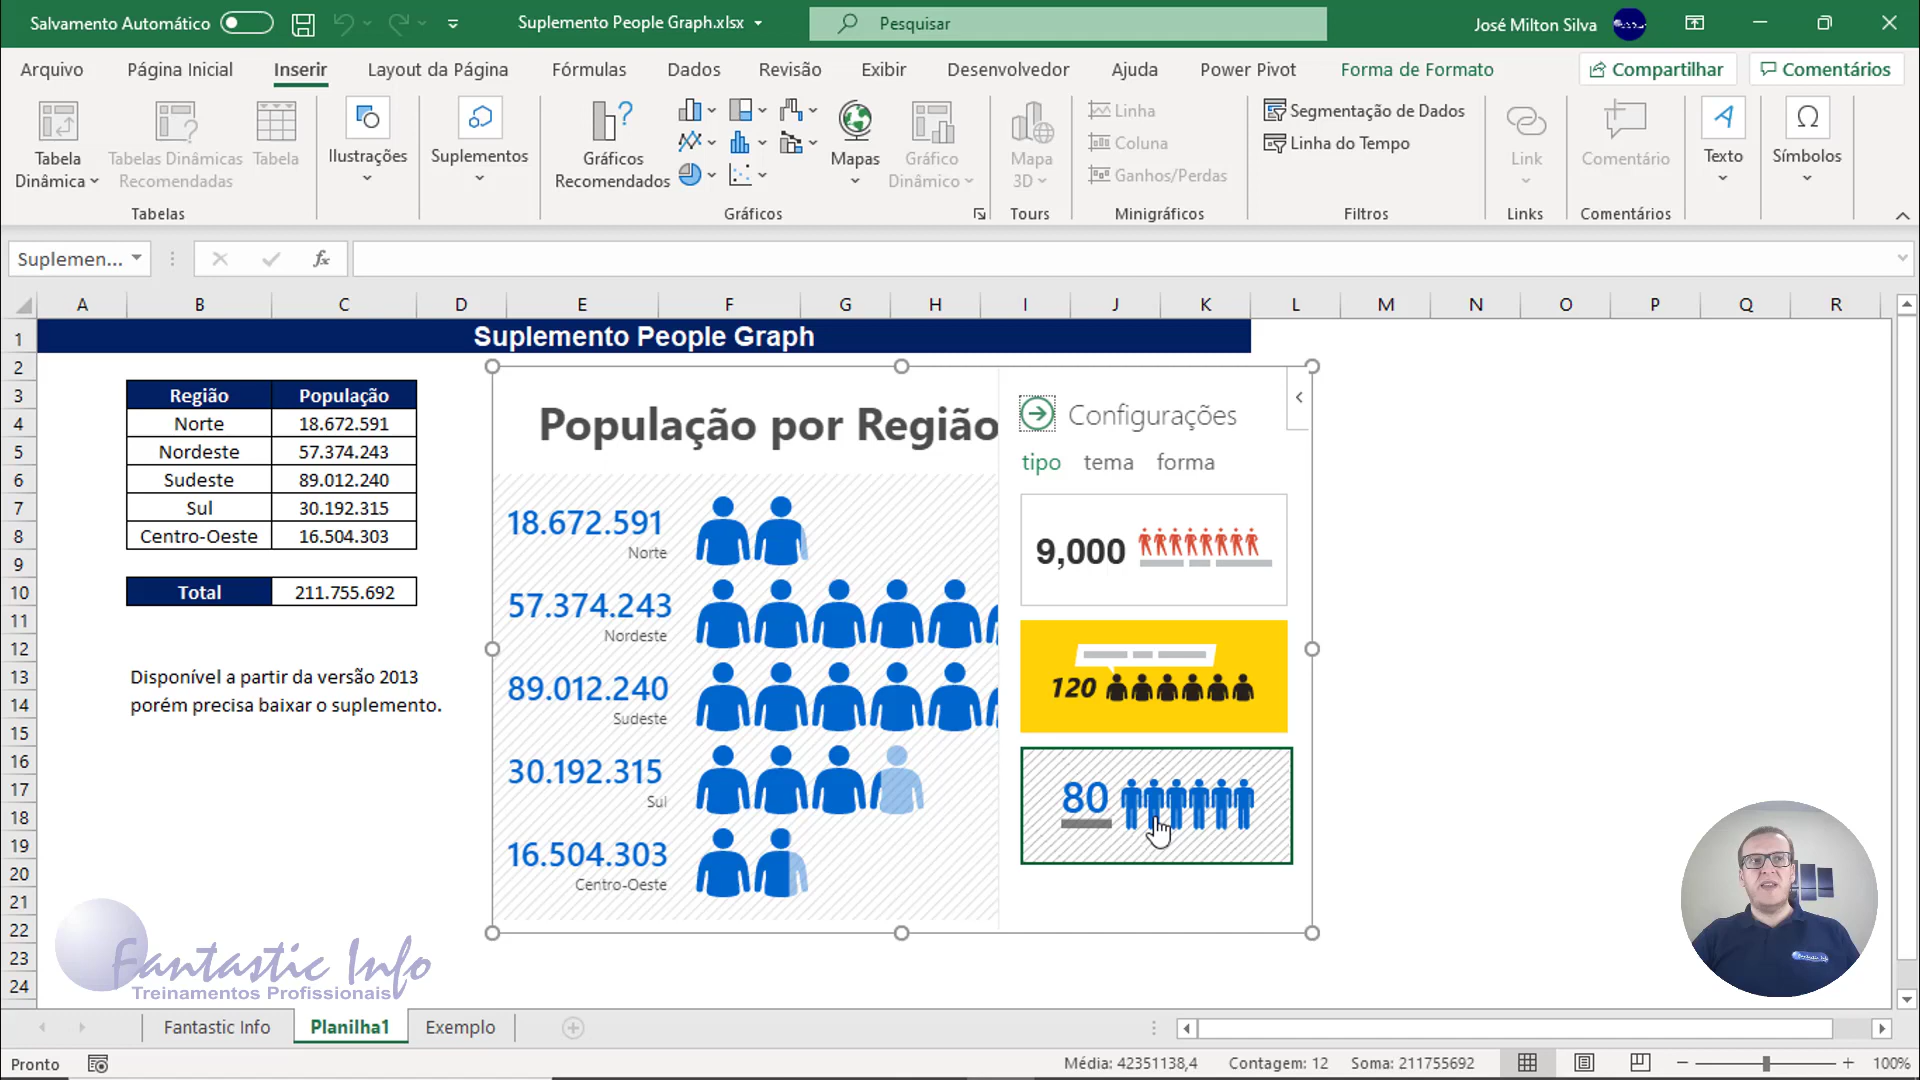 Salvamento Automático
Suplemento People Graph.xlsx
Pesquisar
José Milton Silva
Arquivo
Página Inicial
Inserir
Layout da Página
Fórmulas
Dados
Revisão
Exibir
Desenvolvedor
Ajuda
Power Pivot
Forma de Formato
Compartilhar
Comentários
Tabela
Dinâmica
Tabelas Dinâmicas
Recomendadas
Tabela
Ilustrações
Suplementos
Gráficos
Recomendados
Mapas
Gráfico
Dinâmico
Mapa
3D
Linha
Coluna
Ganhos/Perdas
Segmentação de Dados
Linha do Tempo
Link
Comentário
Texto
Símbolos
Tabelas
Gráficos
Tours
Minigráficos
Filtros
Links
Comentários
Suplemen...
fx
A B C D E F G H I J K L M N O P Q R
1
2
3
4
5
6
7
8
9
10
11
12
13
14
15
16
17
18
19
20
21
22
23
24
Suplemento People Graph
Região População
Norte 18.672.591
Nordeste 57.374.243
Sudeste 89.012.240
Sul 30.192.315
Centro-Oeste 16.504.303
Total 211.755.692
Disponível a partir da versão 2013
porém precisa baixar o suplemento.
População por Região
18.672.591
Norte
57.374.243
Nordeste
89.012.240
Sudeste
30.192.315
Sul
16.504.303
Centro-Oeste
Configurações
tipo tema forma
9,000
120
80
Fantastic Info
Treinamentos Profissionais
Fantastic Info
Planilha1
Exemplo
Pronto
Média: 42351138,4
Contagem: 12
Soma: 211755692
100%